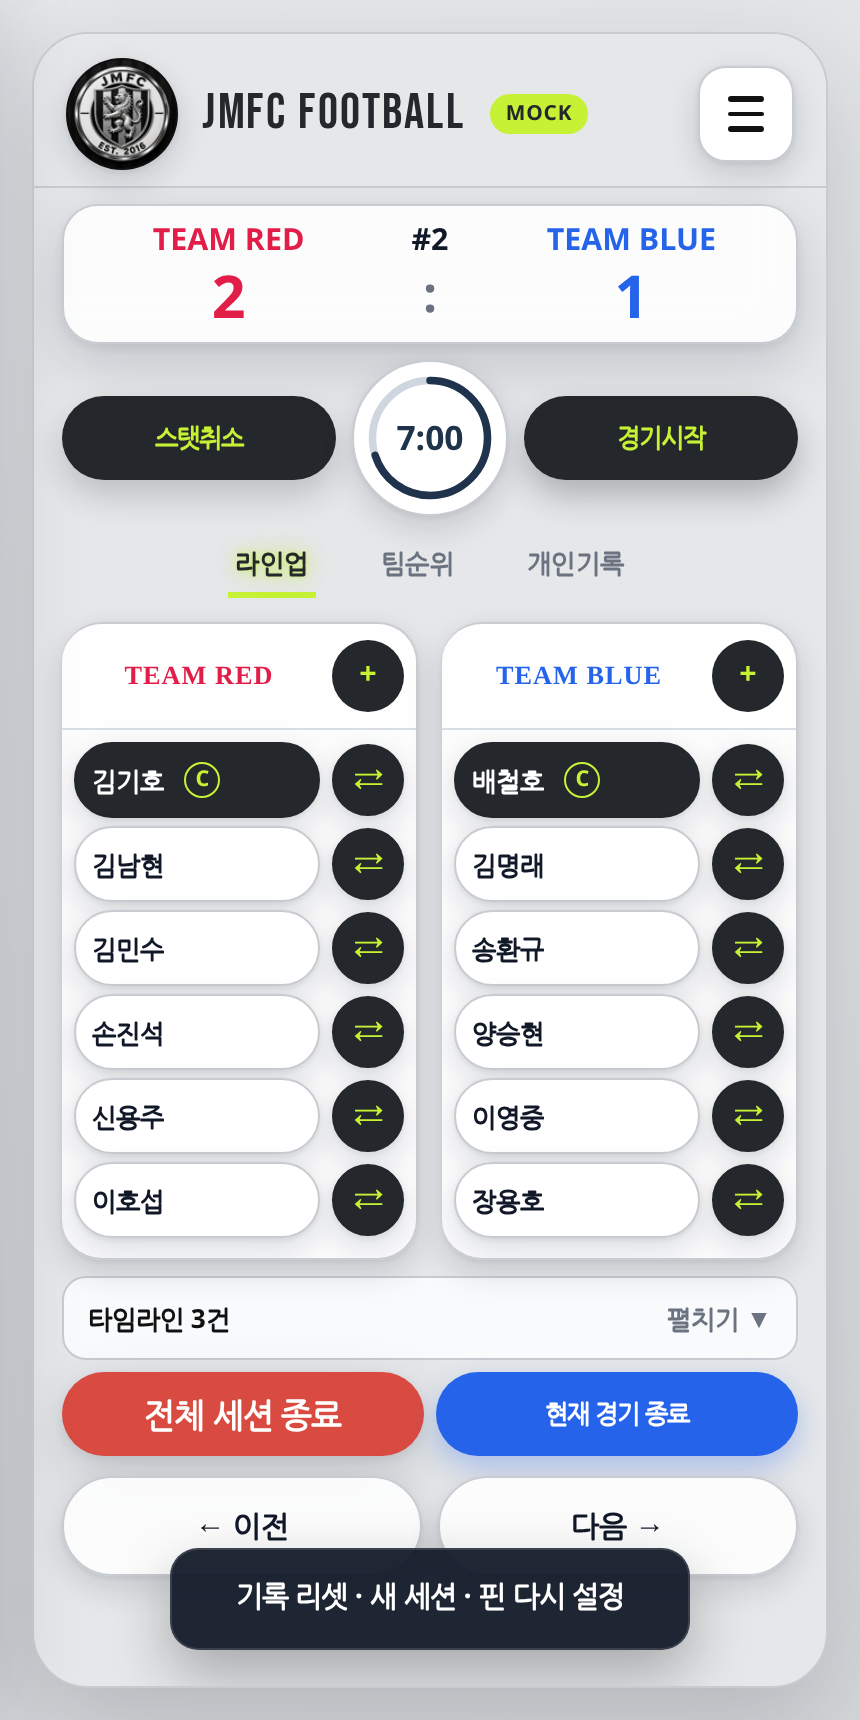 JMFC
EST. 2016
JMFC FOOTBALL
MOCK
TEAM RED #2 TEAM BLUE
2 : 1
스탯취소 7:00 경기시작
라인업 팀순위 개인기록
TEAM RED +
김기호 C ⇄
김남현 ⇄
김민수 ⇄
손진석 ⇄
신용주 ⇄
이호섭 ⇄
TEAM BLUE +
배철호 C ⇄
김명래 ⇄
송환규 ⇄
양승현 ⇄
이영중 ⇄
장용호 ⇄
타임라인 3건 펼치기 ▼
전체 세션 종료 현재 경기 종료
← 이전 다음 →
기록 리셋 · 새 세션 · 핀 다시 설정